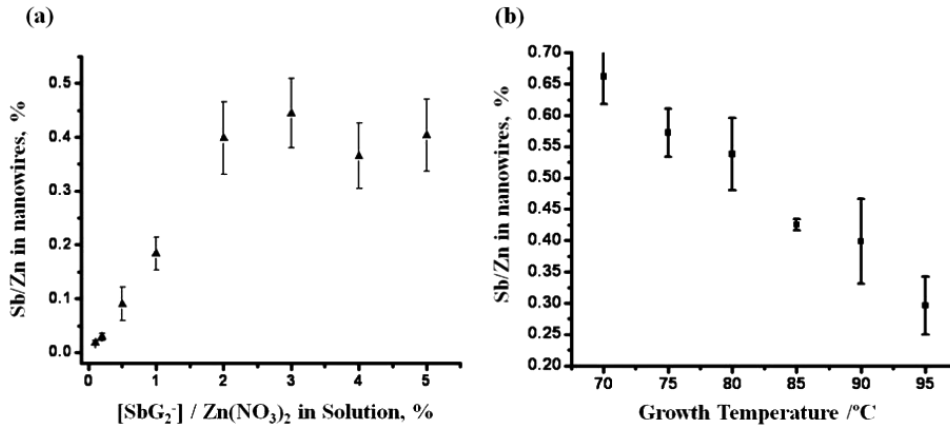 (a)
Sb/Zn in nanowires, %
0.5
0.4
0.3
0.2
0.1
0.0
0 1 2 3 4 5
[SbG₂⁻] / Zn(NO₃)₂ in Solution, %
(b)
Sb/Zn in nanowires, %
0.70
0.65
0.60
0.55
0.50
0.45
0.40
0.35
0.30
0.25
0.20
70 75 80 85 90 95
Growth Temperature /ºC